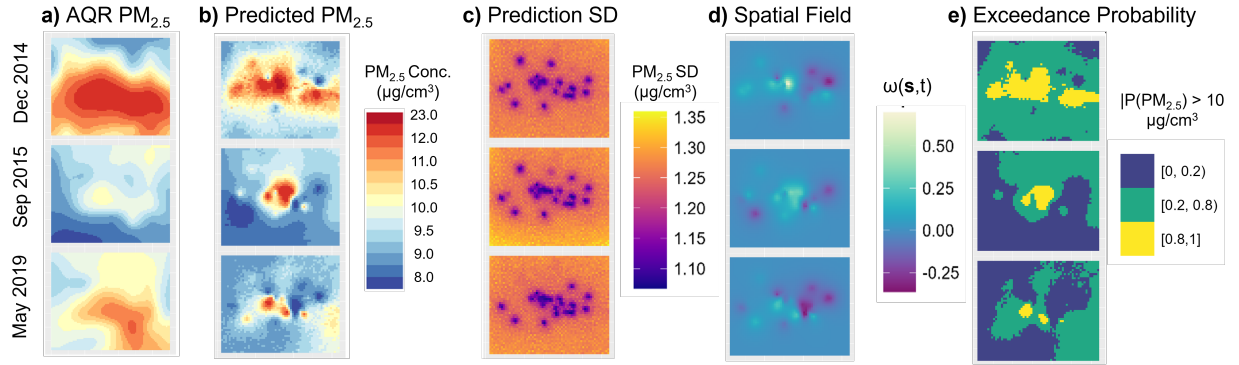 a) AQR PM2.5
b) Predicted PM2.5
c) Prediction SD
d) Spatial Field
e) Exceedance Probability
Dec 2014
Sep 2015
May 2019
PM2.5 Conc.
(µg/cm³)
23.0
12.0
11.0
10.5
10.0
9.5
9.0
8.0
PM2.5 SD
(µg/cm³)
1.35
1.30
1.25
1.20
1.15
1.10
ω(s,t)
0.50
0.25
0.00
-0.25
|P(PM2.5) > 10
µg/cm³
[0, 0.2)
[0.2, 0.8)
[0.8,1]